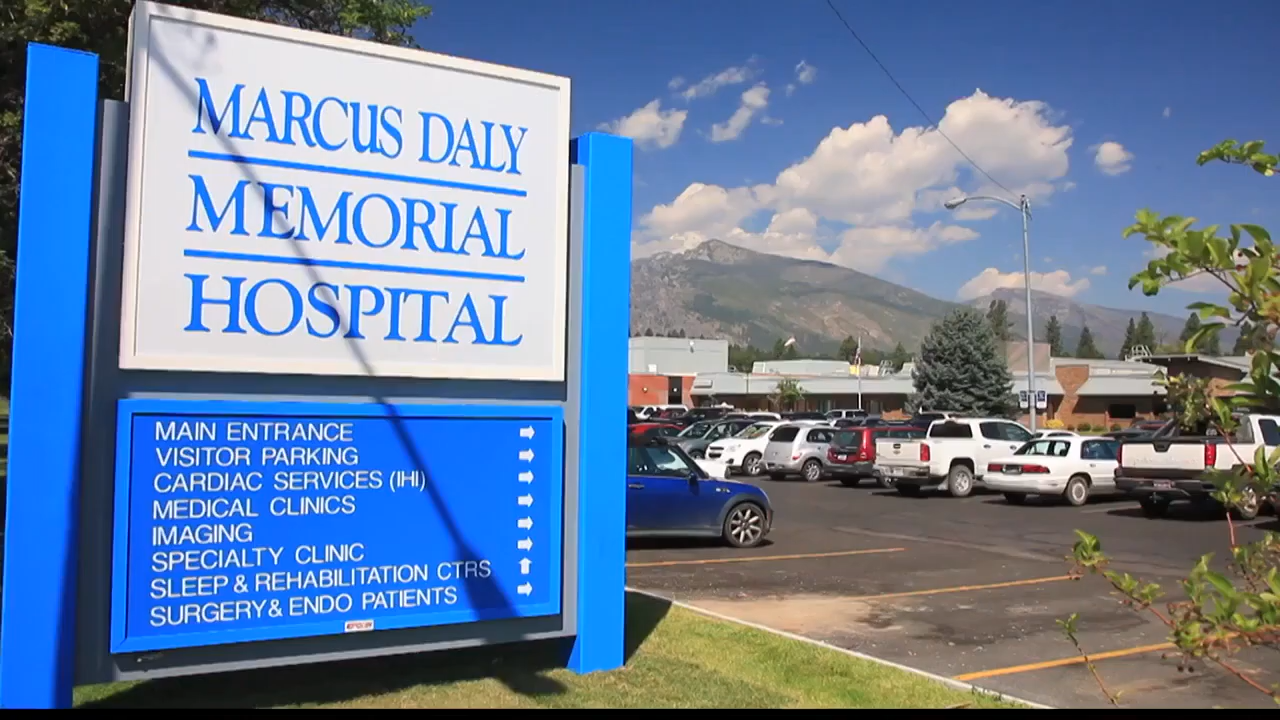 MARCUS DALY
MEMORIAL
HOSPITAL
MAIN ENTRANCE
VISITOR PARKING
CARDIAC SERVICES (IHI)
MEDICAL CLINICS
IMAGING
SPECIALTY CLINIC
SLEEP & REHABILITATION CTRS
SURGERY & ENDO PATIENTS